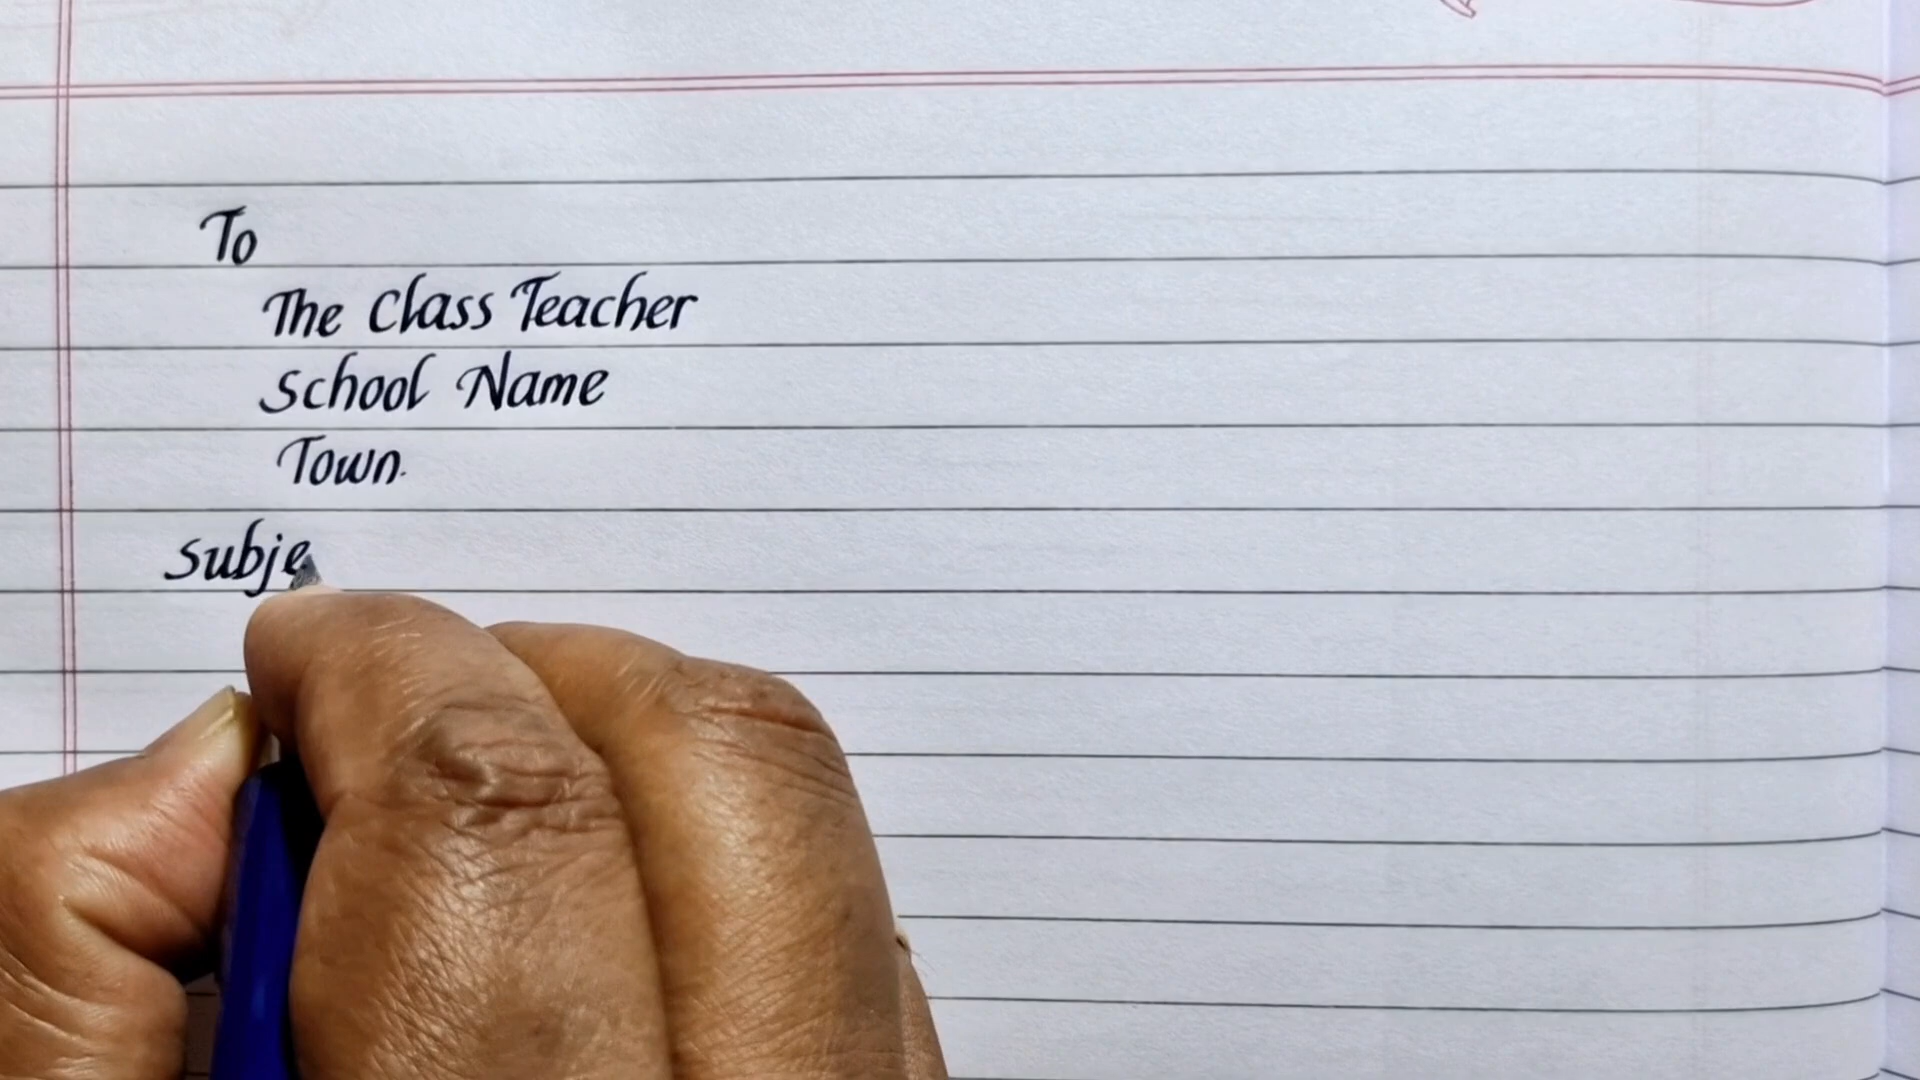 To
The Class Teacher
School Name
Town.
Subje